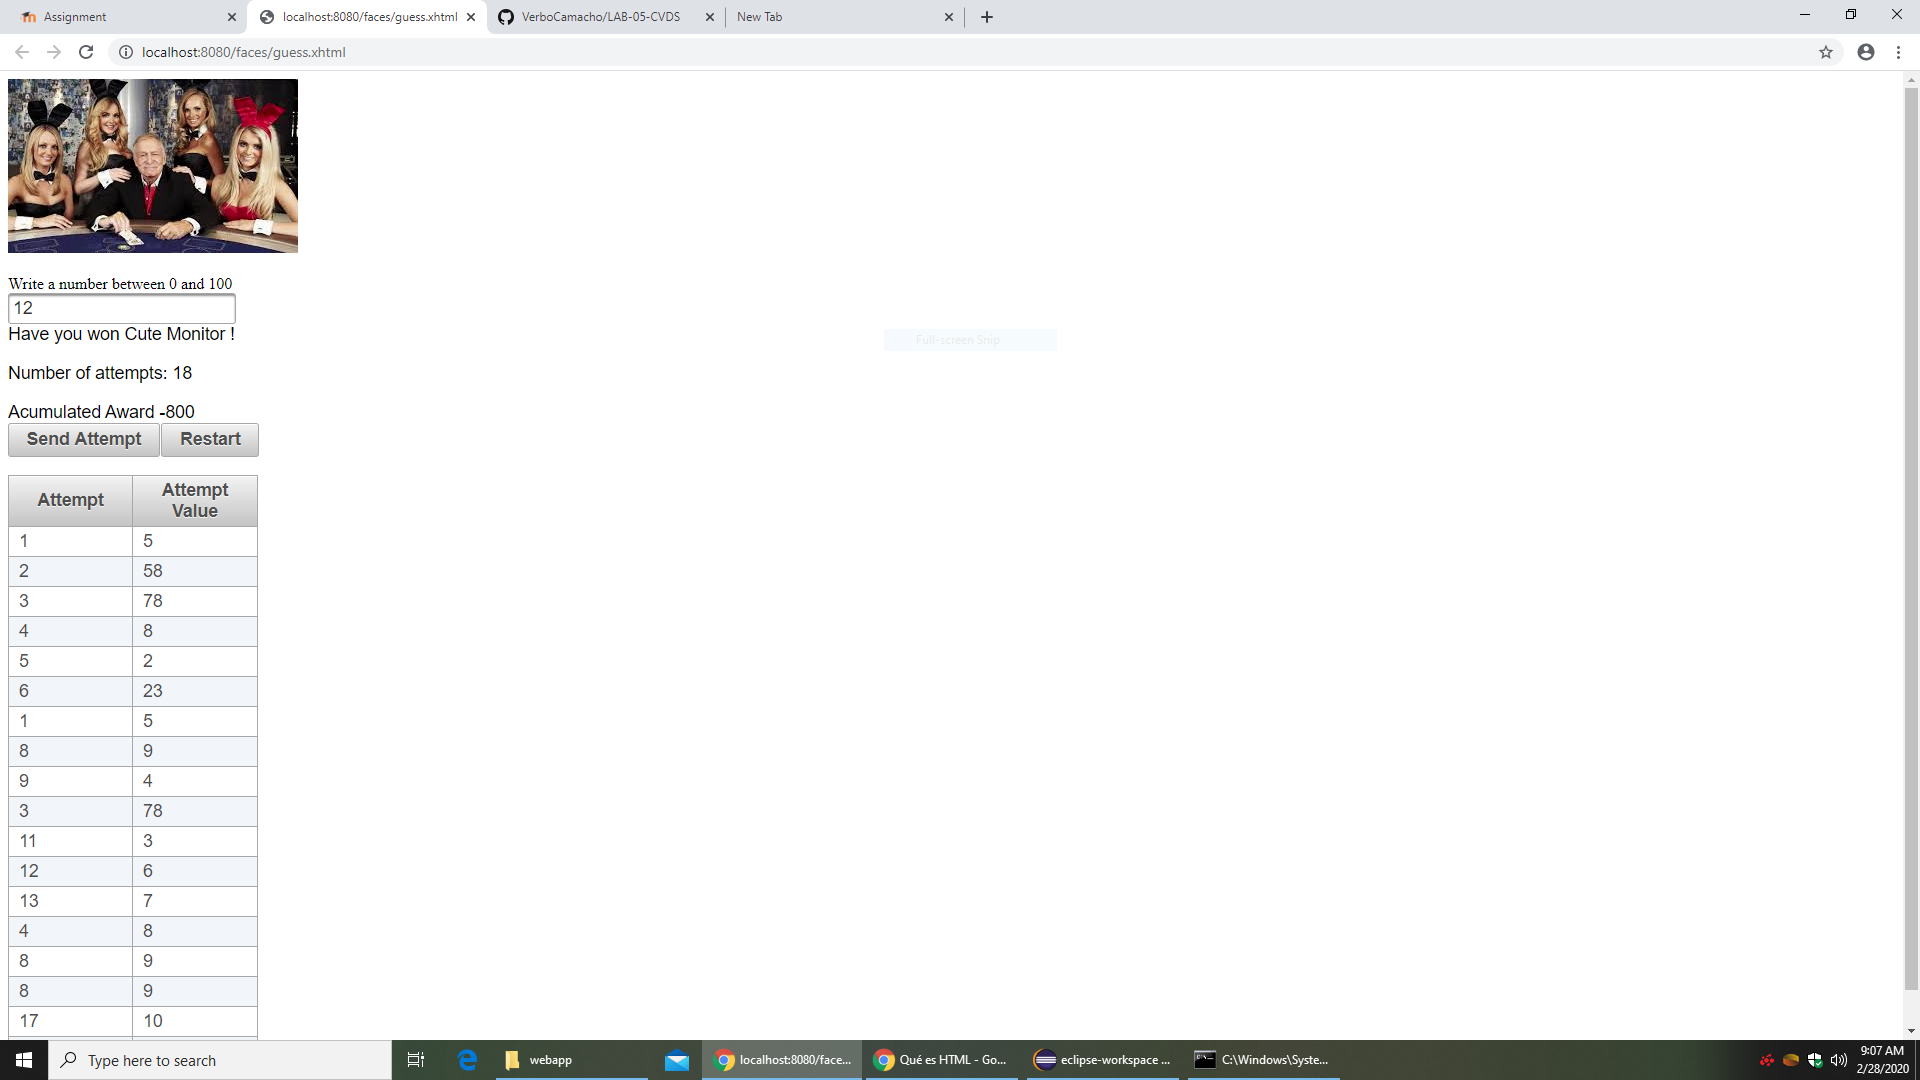 Assignment
localhost:8080/faces/guess.xhtml
VerboCamacho/LAB-05-CVDS
New Tab
localhost:8080/faces/guess.xhtml
Write a number between 0 and 100
12
Have you won Cute Monitor !
Full-screen Snip
Number of attempts: 18
Acumulated Award -800
Send Attempt Restart
Attempt Attempt Value
1 5
2 58
3 78
4 8
5 2
6 23
1 5
8 9
9 4
3 78
11 3
12 6
13 7
4 8
8 9
8 9
17 10
Type here to search
webapp
localhost:8080/face...
Qué es HTML - Go...
eclipse-workspace ...
C:\Windows\Syste...
9:07 AM
2/28/2020